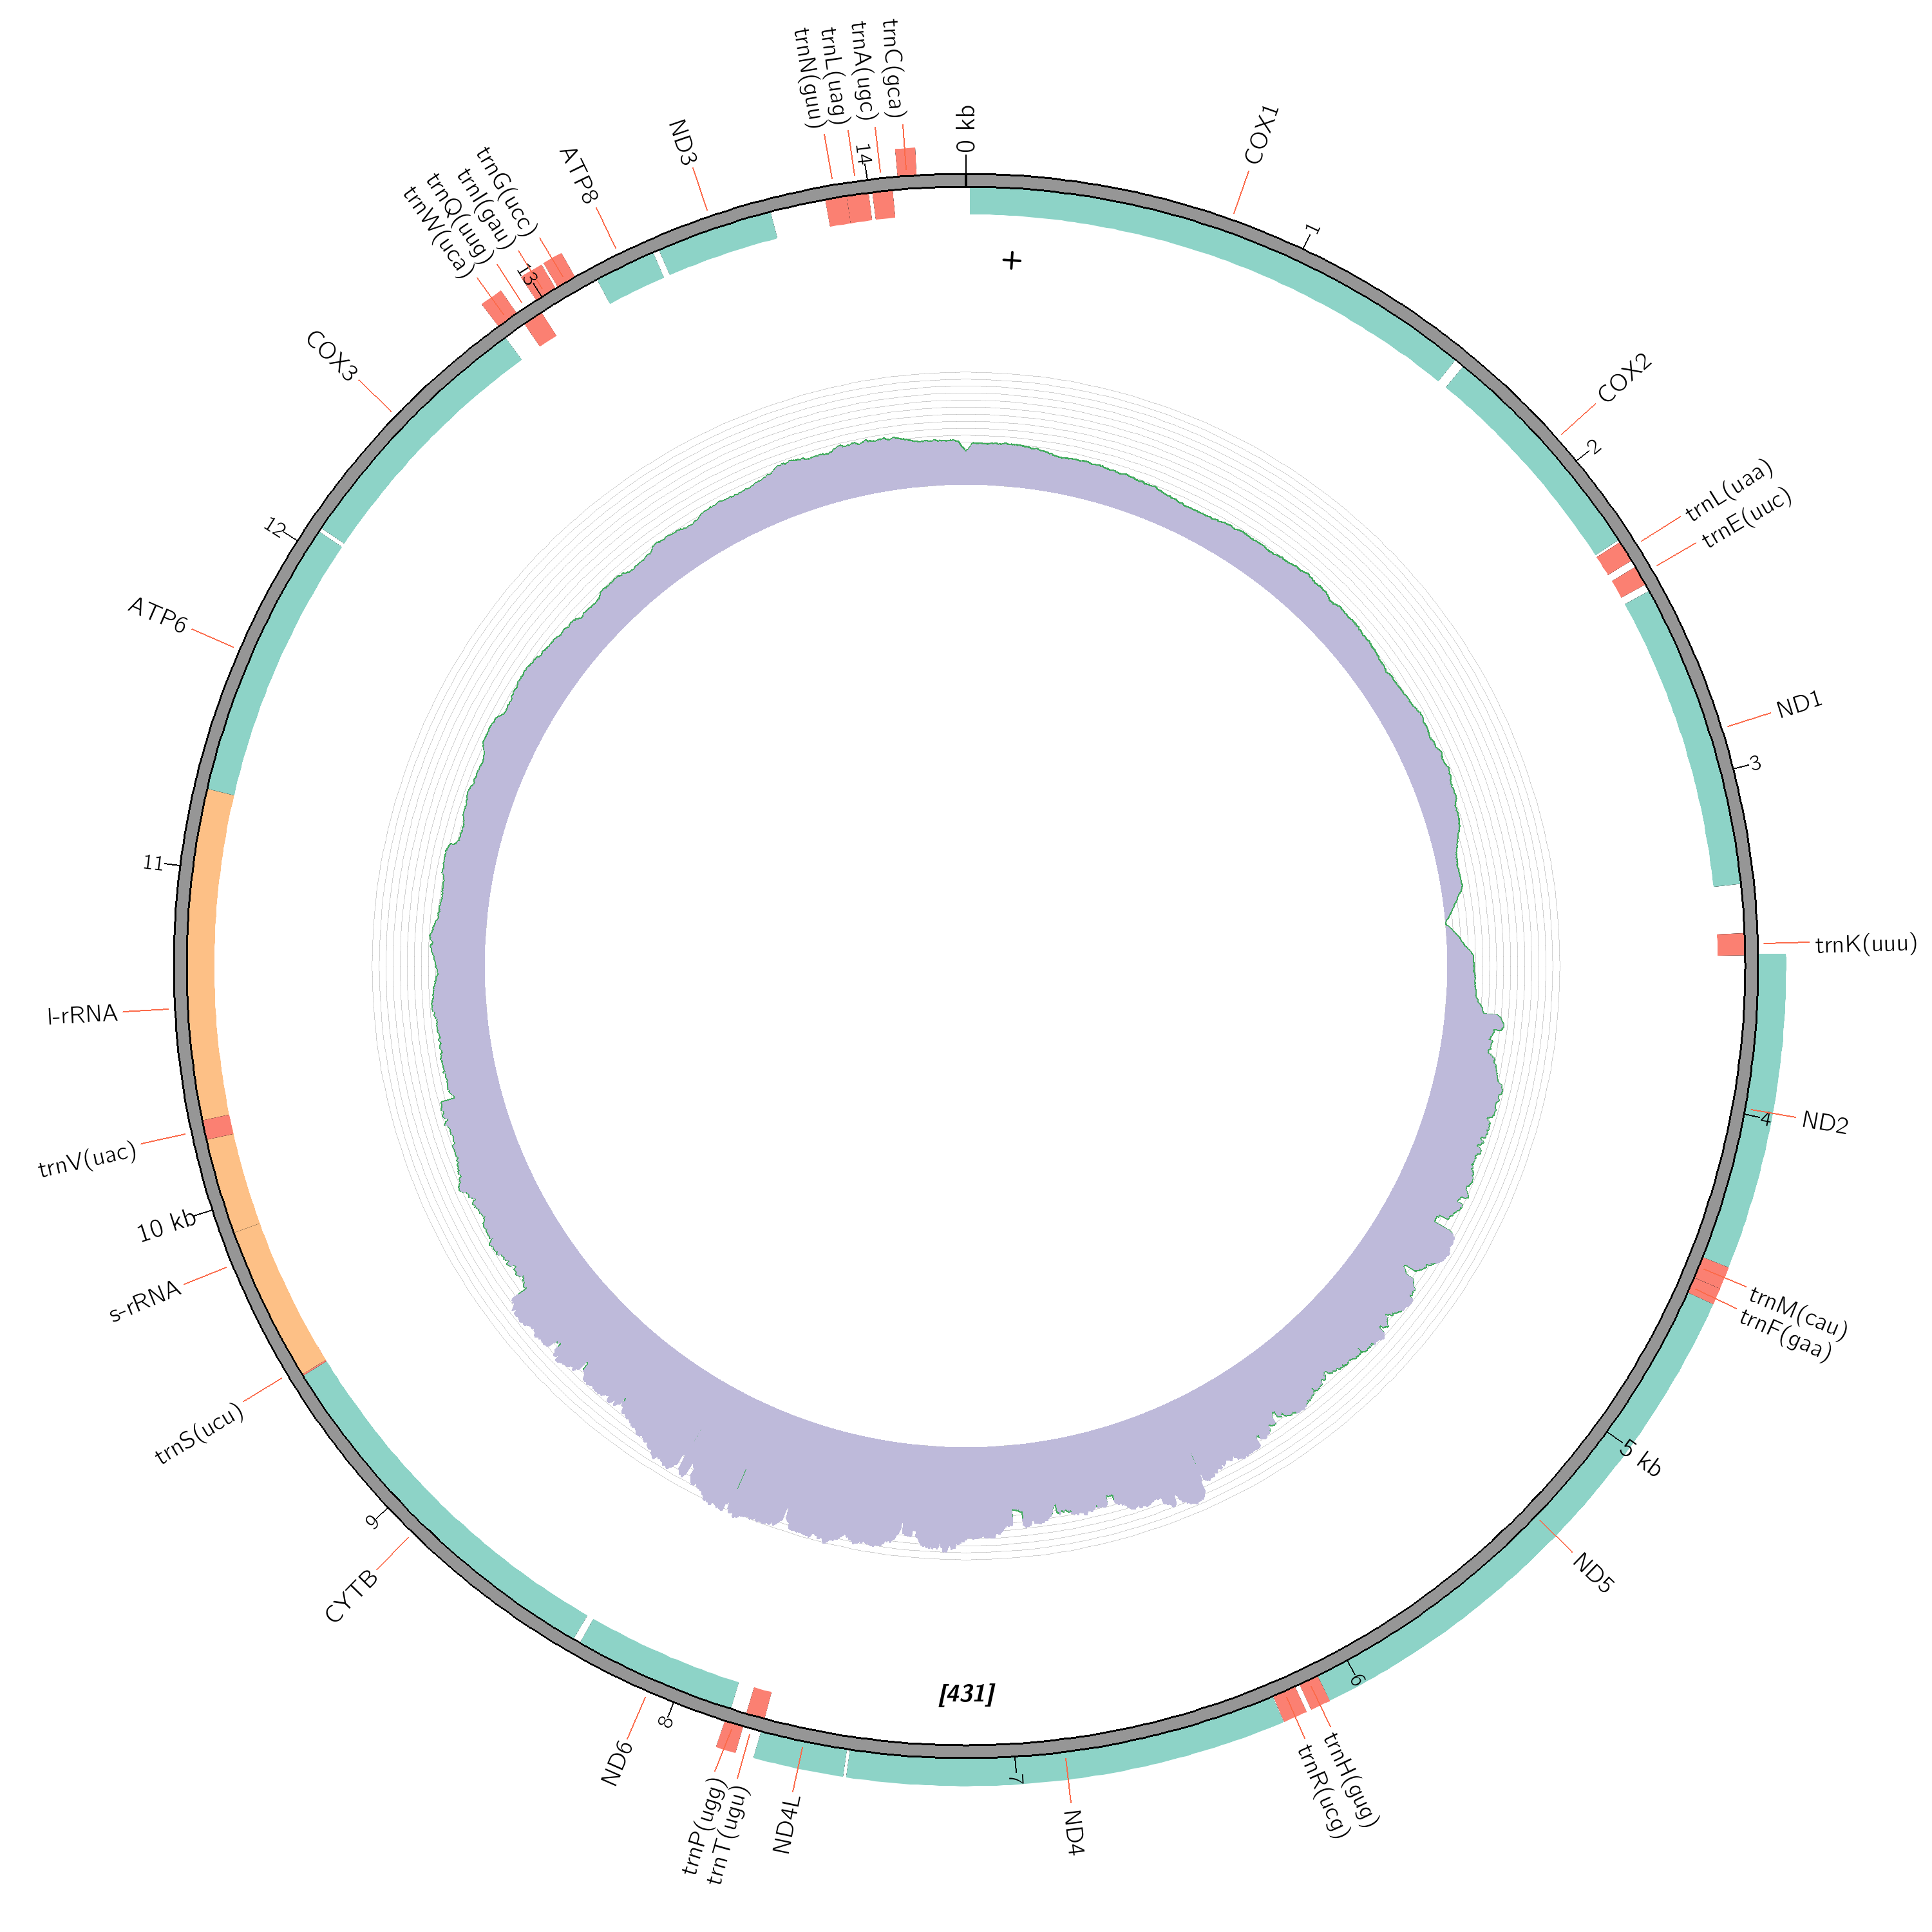 0 kb
COX1
1
COX2
2
trnL(uaa)
trnE(uuc)
ND1
3
trnK(uuu)
4
ND2
trnM(cau)
trnF(gaa)
5 kb
ND5
6
trnH(gug)
trnR(ucg)
ND4
7
ND4L
trnT(ugu)
trnP(ugg)
8
ND6
CYTB
9
trnS(ucu)
s-rRNA
10 kb
trnV(uac)
l-rRNA
11
ATP6
12
COX3
trnW(uca)
trnQ(uug)
trnI(gau)
13
trnG(ucc)
ATP8
ND3
trnN(guu)
trnL(uag)
14
trnA(ugc)
trnC(gca)
+
[431]